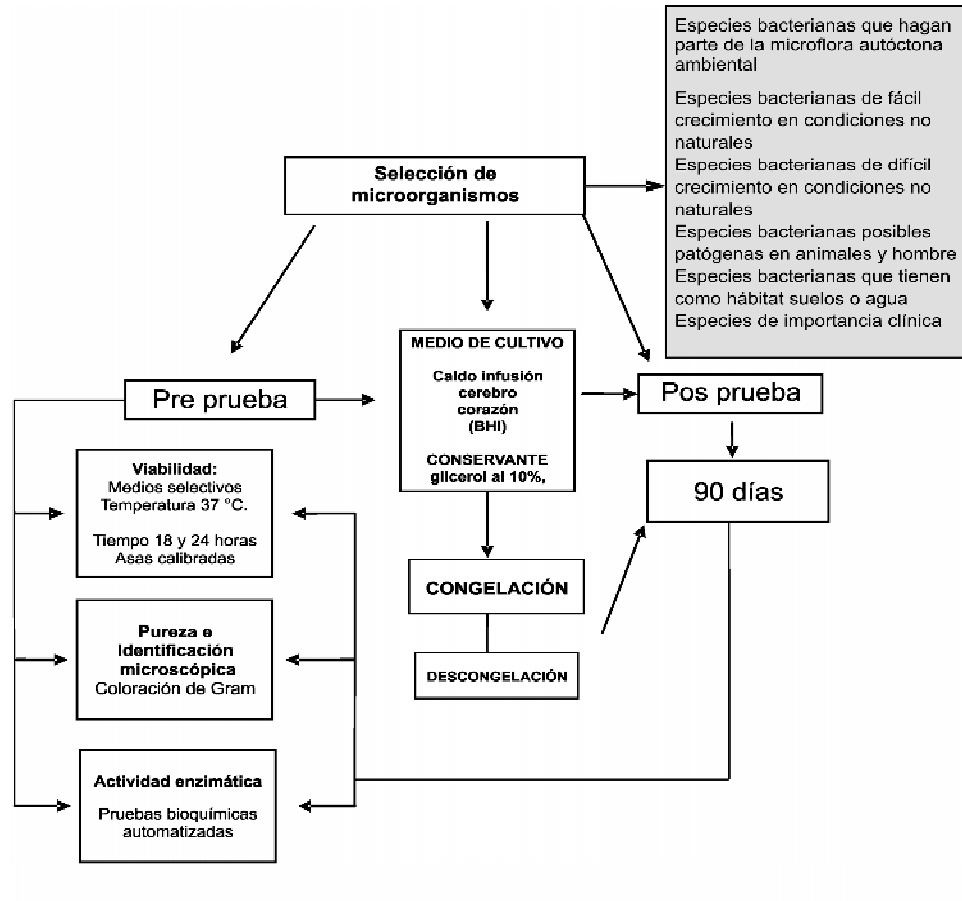 Especies bacterianas que hagan
parte de la microflora autóctona
ambiental
Especies bacterianas de fácil
crecimiento en condiciones no
naturales
Especies bacterianas de difícil
crecimiento en condiciones no
naturales
Especies bacterianas posibles
patógenas en animales y hombre
Especies bacterianas que tienen
como hábitat suelos o agua
Especies de importancia clínica
Selección de
microorganismos
MEDIO DE CULTIVO
Caldo infusión
cerebro
corazón
(BHI)
CONSERVANTE
glicerol al 10%,
Pre prueba
Pos prueba
Viabilidad:
Medios selectivos
Temperatura 37 °C.
Tiempo 18 y 24 horas
Asas calibradas
90 días
CONGELACIÓN
Pureza e
identificación
microscópica
Coloración de Gram
DESCONGELACIÓN
Actividad enzimática
Pruebas bioquímicas
automatizadas